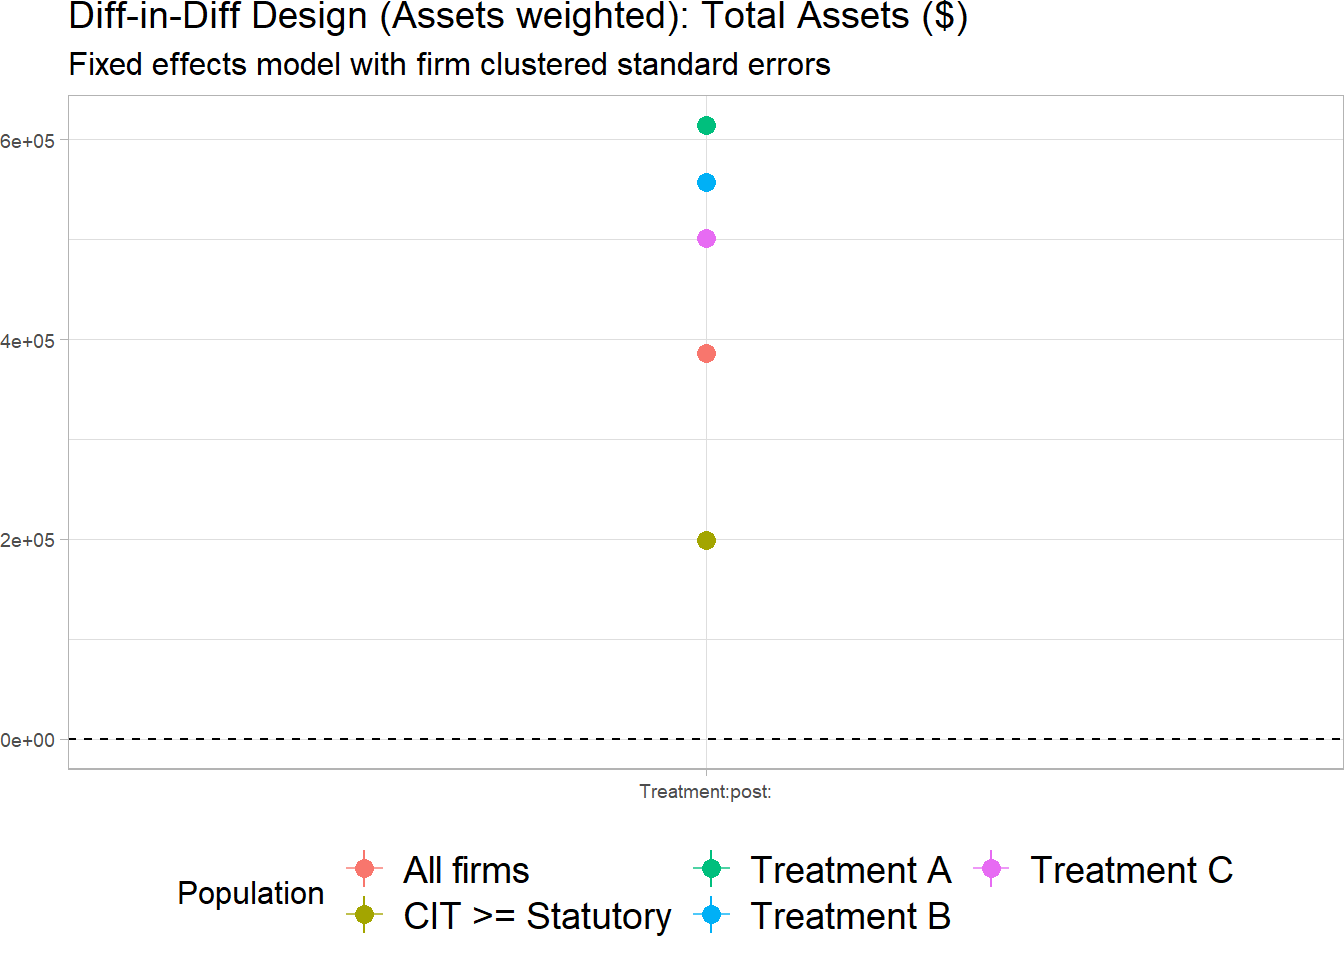 Diff-in-Diff Design (Assets weighted): Total Assets ($)
Fixed effects model with firm clustered standard errors
6e+05
4e+05
2e+05
0e+00
Treatment:post:
Population
All firms
CIT >= Statutory
Treatment A
Treatment B
Treatment C